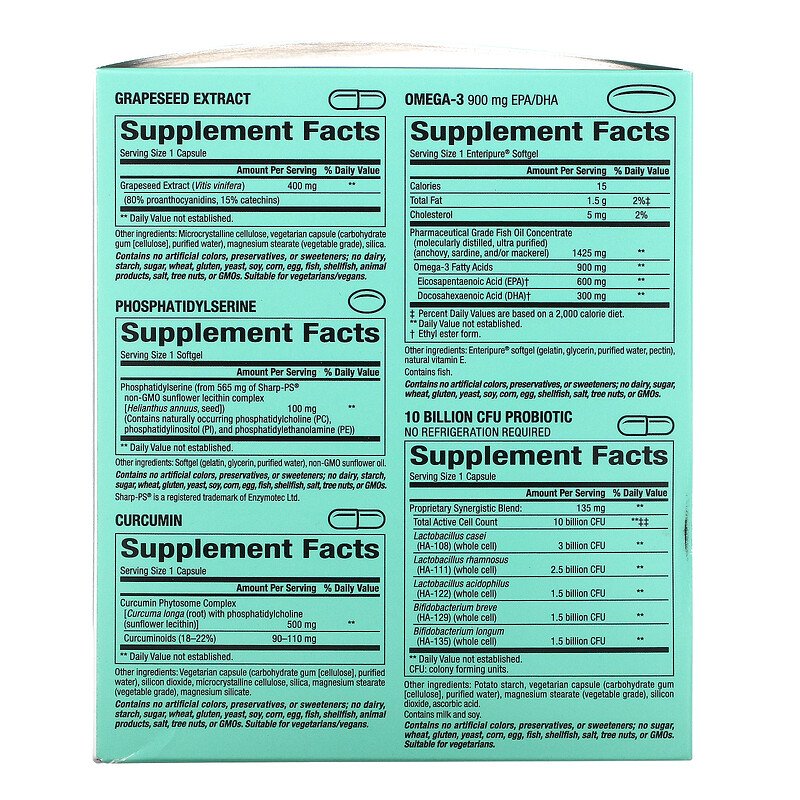 GRAPESEED EXTRACT
Supplement Facts
Serving Size 1 Capsule
Amount Per Serving % Daily Value
Grapeseed Extract (Vitis vinifera) 400 mg **
(80% proanthocyanidins, 15% catechins)
** Daily Value not established.
Other ingredients: Microcrystalline cellulose, vegetarian capsule (carbohydrate
gum [cellulose], purified water), magnesium stearate (vegetable grade), silica.
Contains no artificial colors, preservatives, or sweeteners; no dairy,
starch, sugar, wheat, gluten, yeast, soy, corn, egg, fish, shellfish, animal
products, salt, tree nuts, or GMOs. Suitable for vegetarians/vegans.
PHOSPHATIDYLSERINE
Supplement Facts
Serving Size 1 Softgel
Amount Per Serving % Daily Value
Phosphatidylserine (from 565 mg of Sharp-PS®
non-GMO sunflower lecithin complex
[Helianthus annuus, seed]) 100 mg **
(Contains naturally occurring phosphatidylcholine (PC),
phosphatidylinositol (PI), and phosphatidylethanolamine (PE))
** Daily Value not established.
Other ingredients: Softgel (gelatin, glycerin, purified water), non-GMO sunflower oil.
Contains no artificial colors, preservatives, or sweeteners; no dairy, starch,
sugar, wheat, gluten, yeast, soy, corn, egg, fish, shellfish, salt, tree nuts, or GMOs.
Sharp-PS® is a registered trademark of Enzymotec Ltd.
CURCUMIN
Supplement Facts
Serving Size 1 Capsule
Amount Per Serving % Daily Value
Curcumin Phytosome Complex
[Curcuma longa (root) with phosphatidylcholine
(sunflower lecithin)] 500 mg **
Curcuminoids (18–22%) 90–110 mg
** Daily Value not established.
Other ingredients: Vegetarian capsule (carbohydrate gum [cellulose], purified
water), silicon dioxide, microcrystalline cellulose, silica, magnesium stearate
(vegetable grade), magnesium silicate.
Contains no artificial colors, preservatives, or sweeteners; no dairy,
starch, sugar, wheat, gluten, yeast, soy, corn, egg, fish, shellfish, animal
products, salt, tree nuts, or GMOs. Suitable for vegetarians/vegans.
OMEGA-3 900 mg EPA/DHA
Supplement Facts
Serving Size 1 Enteripure® Softgel
Amount Per Serving % Daily Value
Calories 15
Total Fat 1.5 g 2%‡
Cholesterol 5 mg 2%
Pharmaceutical Grade Fish Oil Concentrate
(molecularly distilled, ultra purified)
(anchovy, sardine, and/or mackerel) 1425 mg **
Omega-3 Fatty Acids 900 mg **
Eicosapentaenoic Acid (EPA)† 600 mg **
Docosahexaenoic Acid (DHA)† 300 mg **
‡ Percent Daily Values are based on a 2,000 calorie diet.
** Daily Value not established.
† Ethyl ester form.
Other ingredients: Enteripure® softgel (gelatin, glycerin, purified water, pectin),
natural vitamin E.
Contains fish.
Contains no artificial colors, preservatives, or sweeteners; no dairy, sugar,
wheat, gluten, yeast, soy, corn, egg, shellfish, salt, tree nuts, or GMOs.
10 BILLION CFU PROBIOTIC
NO REFRIGERATION REQUIRED
Supplement Facts
Serving Size 1 Capsule
Amount Per Serving % Daily Value
Proprietary Synergistic Blend: 135 mg **
Total Active Cell Count 10 billion CFU **‡‡
Lactobacillus casei
(HA-108) (whole cell) 3 billion CFU **
Lactobacillus rhamnosus
(HA-111) (whole cell) 2.5 billion CFU **
Lactobacillus acidophilus
(HA-122) (whole cell) 1.5 billion CFU **
Bifidobacterium breve
(HA-129) (whole cell) 1.5 billion CFU **
Bifidobacterium longum
(HA-135) (whole cell) 1.5 billion CFU **
** Daily Value not established.
CFU: colony forming units.
Other ingredients: Potato starch, vegetarian capsule (carbohydrate gum
[cellulose], purified water), magnesium stearate (vegetable grade), silicon
dioxide, ascorbic acid.
Contains milk and soy.
Contains no artificial colors, preservatives, or sweeteners; no sugar,
wheat, gluten, yeast, corn, egg, fish, shellfish, salt, tree nuts, or GMOs.
Suitable for vegetarians.